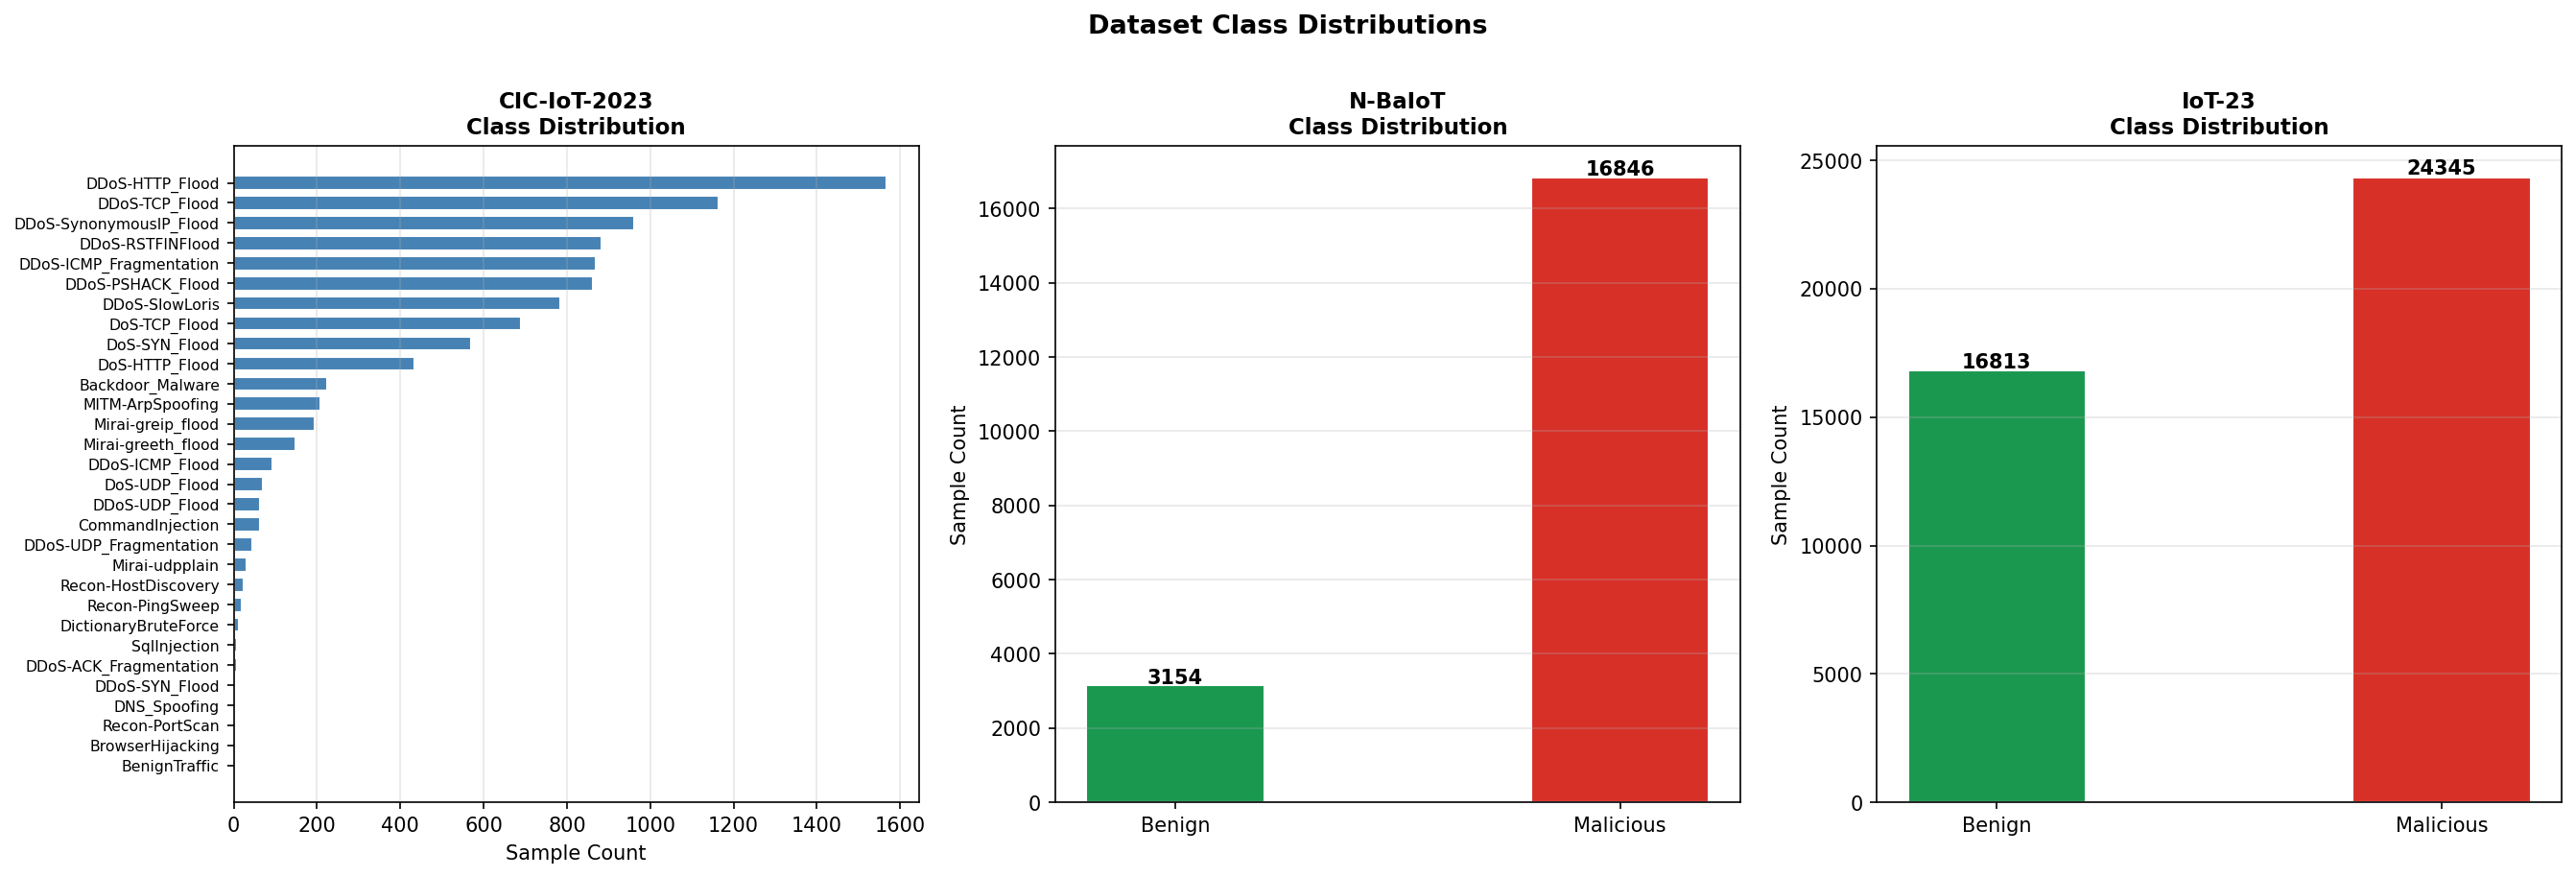 Dataset Class Distributions
CIC-IoT-2023
Class Distribution
DDoS-HTTP_Flood
DDoS-TCP_Flood
DDoS-SynonymousIP_Flood
DDoS-RSTFINFlood
DDoS-ICMP_Fragmentation
DDoS-PSHACK_Flood
DDoS-SlowLoris
DoS-TCP_Flood
DoS-SYN_Flood
DoS-HTTP_Flood
Backdoor_Malware
MITM-ArpSpoofing
Mirai-greip_flood
Mirai-greeth_flood
DDoS-ICMP_Flood
DoS-UDP_Flood
DDoS-UDP_Flood
CommandInjection
DDoS-UDP_Fragmentation
Mirai-udpplain
Recon-HostDiscovery
Recon-PingSweep
DictionaryBruteForce
SqlInjection
DDoS-ACK_Fragmentation
DDoS-SYN_Flood
DNS_Spoofing
Recon-PortScan
BrowserHijacking
BenignTraffic
0 200 400 600 800 1000 1200 1400 1600
Sample Count
N-BaIoT
Class Distribution
Sample Count
16000
14000
12000
10000
8000
6000
4000
2000
0
3154
16846
Benign Malicious
IoT-23
Class Distribution
Sample Count
25000
20000
15000
10000
5000
0
16813
24345
Benign Malicious